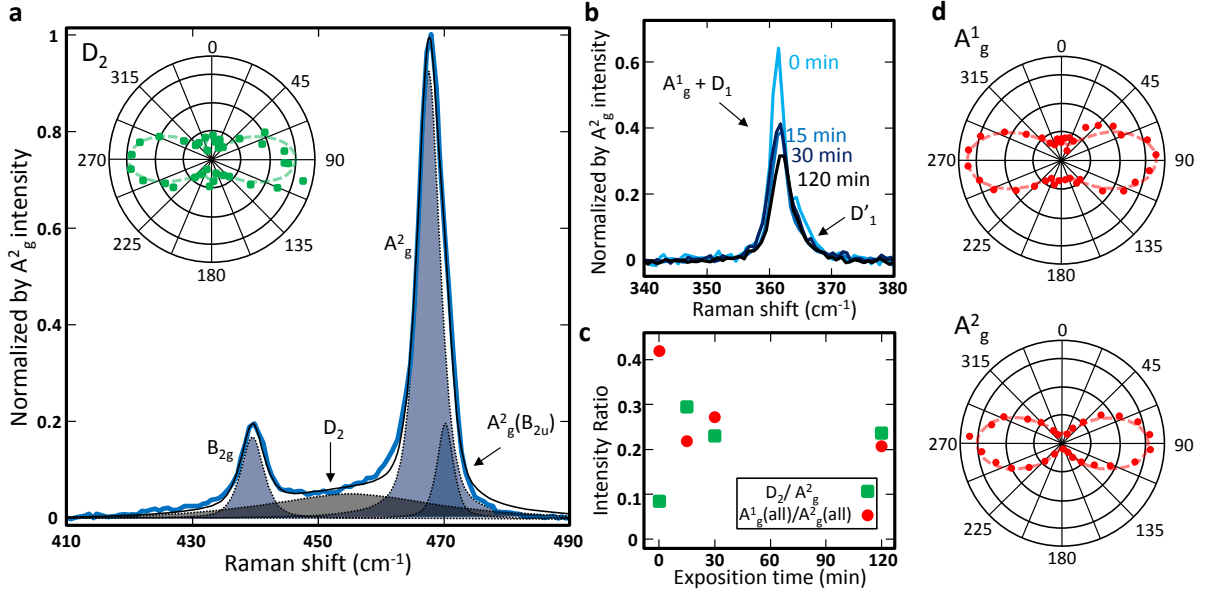 a
D₂
0
45
90
135
180
225
270
315
Normalized by A²g intensity
1
0.8
0.6
0.4
0.2
0
410
430
450
470
490
Raman shift (cm⁻¹)
B₂g
D₂
A²g
A²g(B₂u)
b
Normalized by A²g intensity
0.6
0.4
0.2
0
340
350
360
370
380
Raman shift (cm⁻¹)
A¹g + D₁
0 min
15 min
30 min
120 min
D'₁
c
Intensity Ratio
0.4
0.3
0.2
0.1
0
0
30
60
90
120
Exposition time (min)
D₂/ A²g
A¹g(all)/A²g(all)
d
A¹g
0
45
90
135
180
225
270
315
A²g
0
45
90
135
180
225
270
315